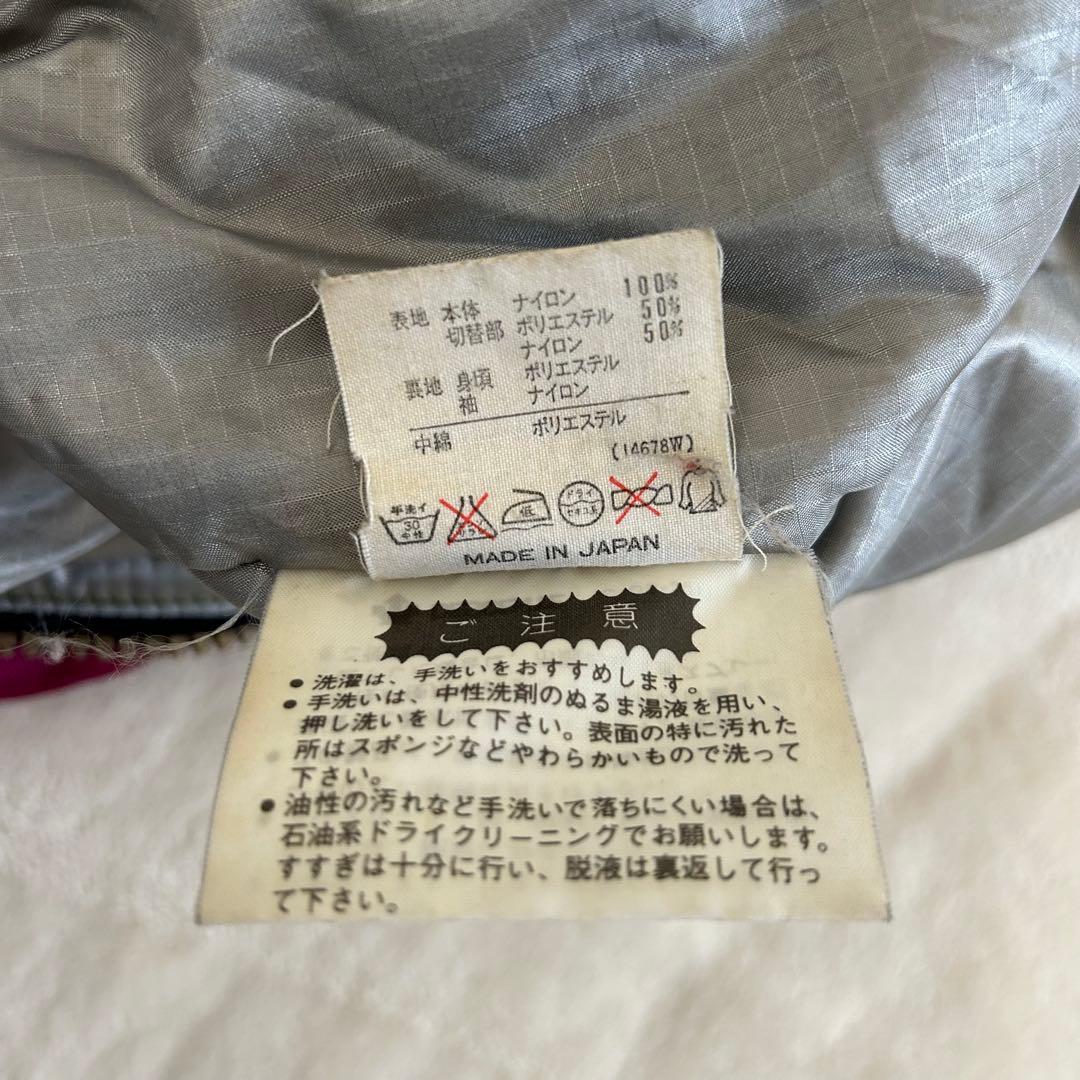 表地 本体 ナイロン 100%
切替部 ポリエステル 50%
ナイロン 50%
裏地 身頃 ポリエステル
袖 ナイロン
中綿 ポリエステル
(14678W)
手洗イ 30 中性 低 ドライ セキユ系
MADE IN JAPAN
ご注意
• 洗濯は、手洗いをおすすめします。
• 手洗いは、中性洗剤のぬるま湯液を用い、
押し洗いをして下さい。表面の特に汚れた
所はスポンジなどやわらかいもので洗って
下さい。
• 油性の汚れなど手洗いで落ちにくい場合は、
石油系ドライクリーニングでお願いします。
すすぎは十分に行い、脱液は裏返して行っ
て下さい。